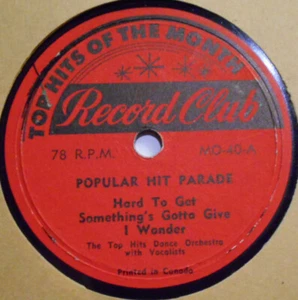 TOP HITS OF THE MONTH
Record Club
78 R.P.M. MO-40-A
POPULAR HIT PARADE
Hard To Get
Something's Gotta Give
I Wonder
The Top Hits Dance Orchestra
with Vocalists
Printed in Canada